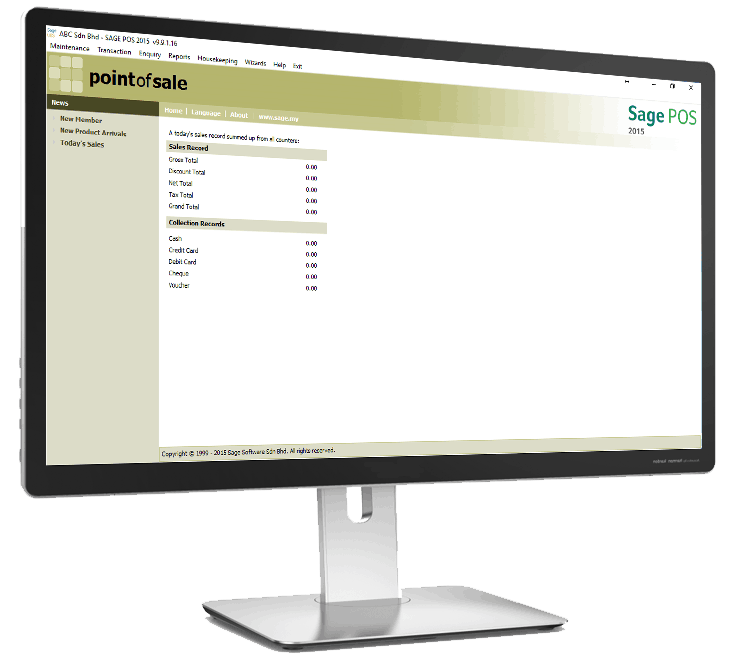 Sage
ABC Sdn Bhd - SAGE POS 2015 v9.9.1.16
Maintenance Transaction Enquiry Reports Housekeeping Wizards Help Exit
pointofsale
Sage POS
2015
News
Home | Language | About www.sage.my
New Member
New Product Arrivals
Today's Sales
A today's sales record summed up from all counters:
Sales Record
Gross Total 0.00
Discount Total 0.00
Net Total 0.00
Tax Total 0.00
Grand Total 0.00
Collection Records
Cash 0.00
Credit Card 0.00
Debit Card 0.00
Cheque 0.00
Voucher 0.00
Copyright © 1999 - 2015 Sage Software Sdn Bhd. All rights reserved.